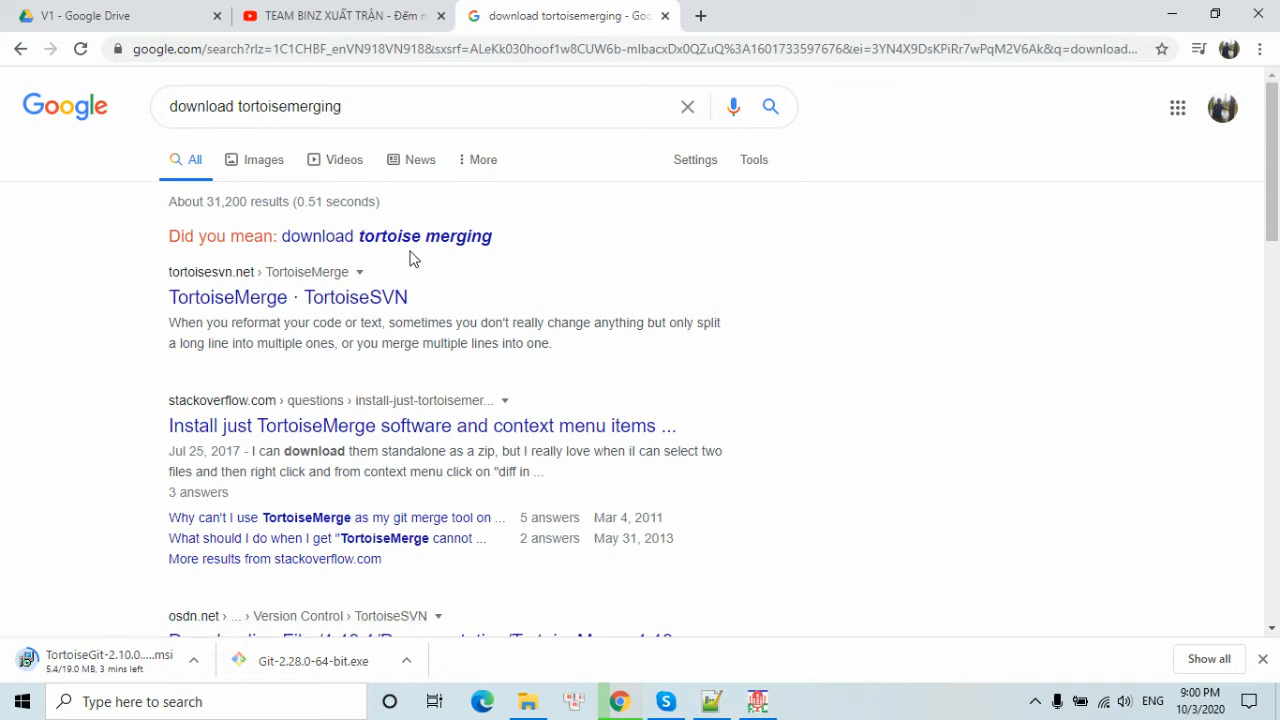 V1 - Google Drive
TEAM BINZ XUẤT TRẬN - Đếm n
download tortoisemerging - Goo
google.com/search?rlz=1C1CHBF_enVN918VN918&sxsrf=ALeKk030hoof1w8CUW6b-mIbacxDx0QZuQ%3A1601733597676&ei=3YN4X9DsKPiRr7wPqM2V6Ak&q=download...
Google
download tortoisemerging
All
Images
Videos
News
More
Settings
Tools
About 31,200 results (0.51 seconds)
Did you mean: download tortoise merging
tortoisesvn.net › TortoiseMerge
TortoiseMerge · TortoiseSVN
When you reformat your code or text, sometimes you don't really change anything but only split
a long line into multiple ones, or you merge multiple lines into one.
stackoverflow.com › questions › install-just-tortoisemer...
Install just TortoiseMerge software and context menu items ...
Jul 25, 2017 - I can download them standalone as a zip, but I really love when iI can select two
files and then right click and from context menu click on "diff in ...
3 answers
Why can't I use TortoiseMerge as my git merge tool on ... 5 answers Mar 4, 2011
What should I do when I get "TortoiseMerge cannot ... 2 answers May 31, 2013
More results from stackoverflow.com
osdn.net › ... › Version Control › TortoiseSVN
TortoiseGit-2.10.0.....msi
5.4/19.0 MB, 3 mins left
Git-2.28.0-64-bit.exe
Show all
Type here to search
ENG
9:00 PM
10/3/2020